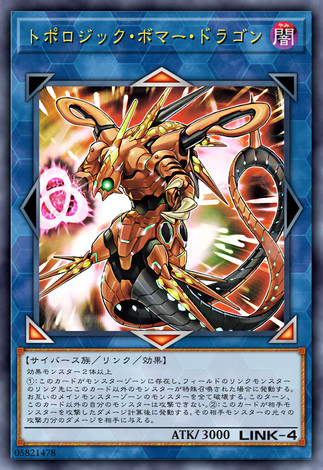 トポロジック・ボマー・ドラゴン 闇
やみ
【サイバース族／リンク／効果】
効果モンスター２体以上
①：このカードがモンスターゾーンに存在し、フィールドのリンクモンスター
のリンク先にこのカード以外のモンスターが特殊召喚された場合に発動する。
お互いのメインモンスターゾーンのモンスターを全て破壊する。このターン、
このカード以外の自分のモンスターは攻撃できない。②：このカードが相手モ
ンスターを攻撃したダメージ計算後に発動する。その相手モンスターの元々の
攻撃力分のダメージを相手に与える。
ATK/3000 LINK-4
05821478